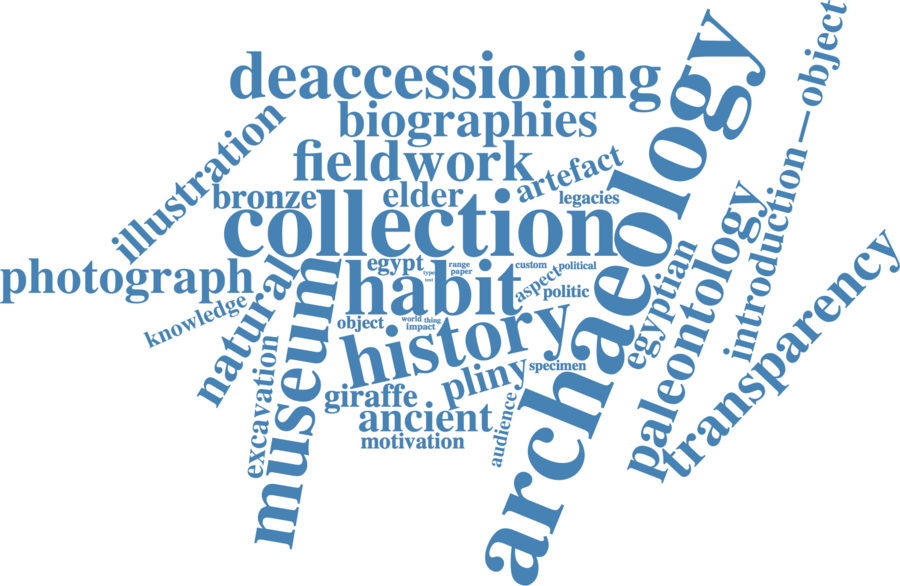 deaccessioning
biographies
fieldwork
illustration
artefact
bronze
elder
legacies
collection
archaeology
introduction—object
photograph
egypt
type
text
range
paper
custom
political
habit
aspect
politic
knowledge
natural
museum
object
world
thing
impact
history
egyptian
paleontology
transparency
excavation
giraffe
pliny
specimen
ancient
audience
motivation